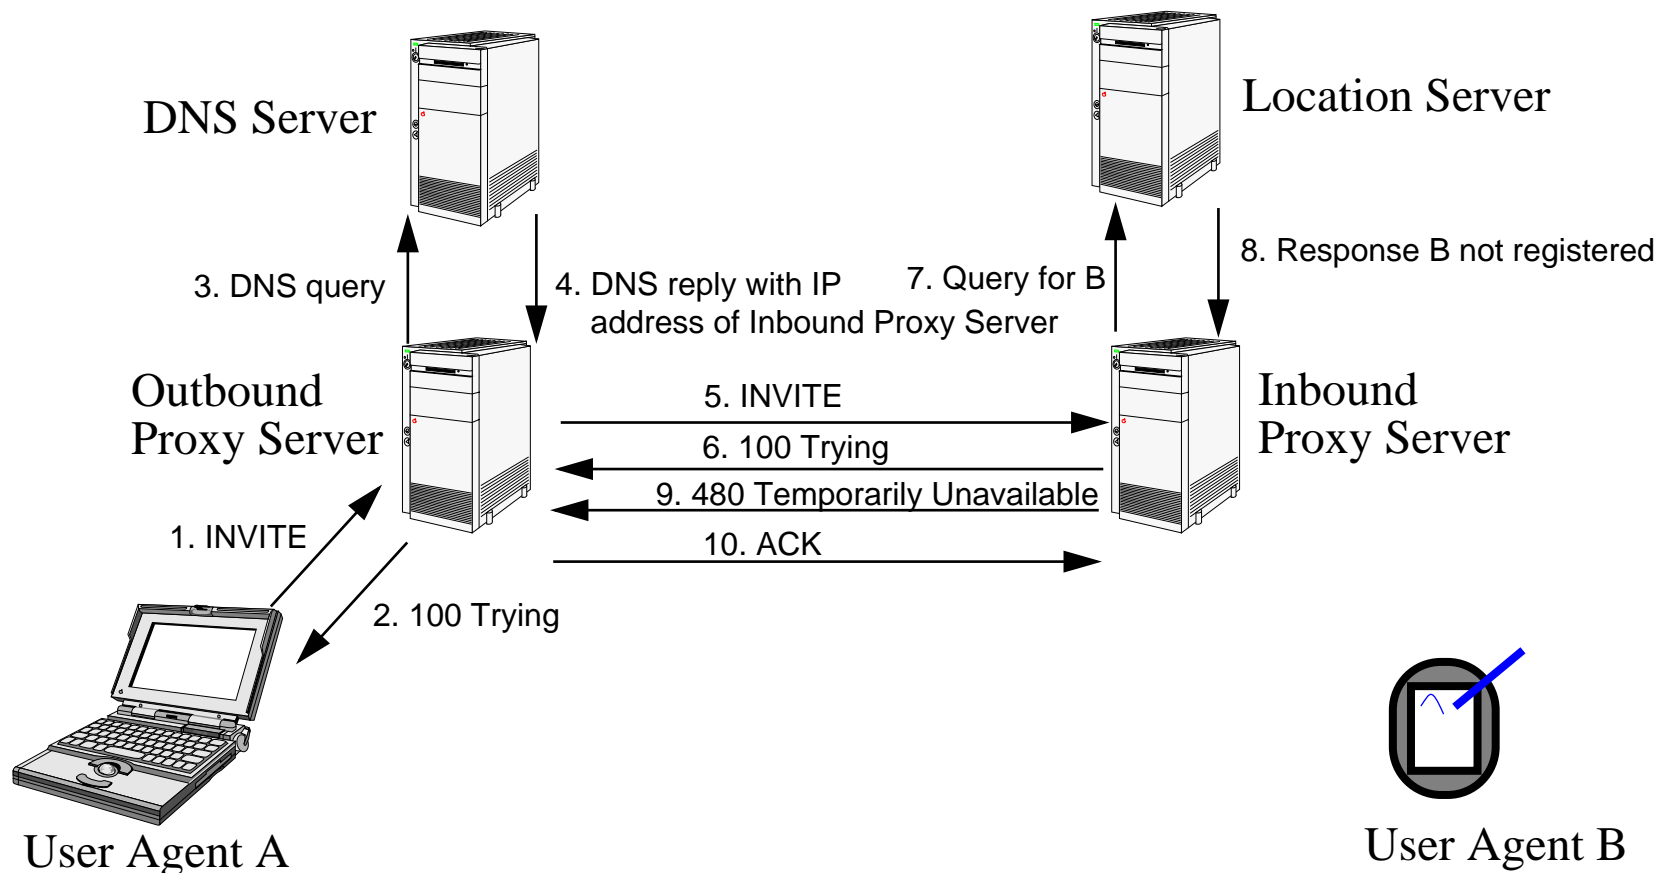 DNS Server
Location Server
3. DNS query
4. DNS reply with IP
address of Inbound Proxy Server
7. Query for B
8. Response B not registered
Outbound
Proxy Server
5. INVITE
6. 100 Trying
9. 480 Temporarily Unavailable
10. ACK
Inbound
Proxy Server
1. INVITE
2. 100 Trying
User Agent A
User Agent B